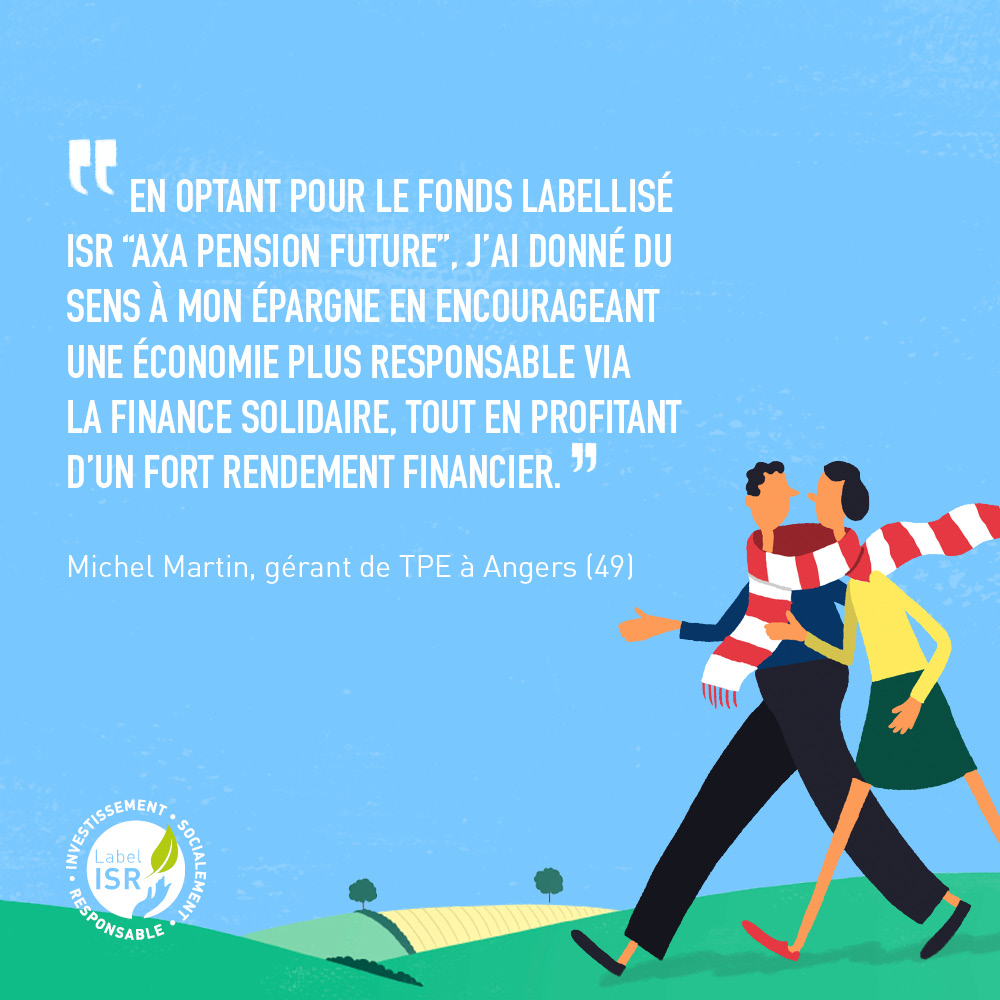 " EN OPTANT POUR LE FONDS LABELLISÉ
ISR “AXA PENSION FUTURE”, J’AI DONNÉ DU
SENS À MON ÉPARGNE EN ENCOURAGEANT
UNE ÉCONOMIE PLUS RESPONSABLE VIA
LA FINANCE SOLIDAIRE, TOUT EN PROFITANT
D’UN FORT RENDEMENT FINANCIER. "
Michel Martin, gérant de TPE à Angers (49)
• INVESTISSEMENT • SOCIALEMENT • RESPONSABLE
Label
ISR